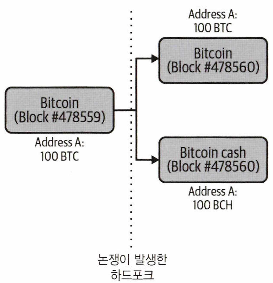 Address A:
100 BTC
Bitcoin
(Block #478560)
Bitcoin
(Block #478559)
Address A:
100 BTC
Bitcoin cash
(Block #478560)
Address A:
100 BCH
논쟁이 발생한
하드포크